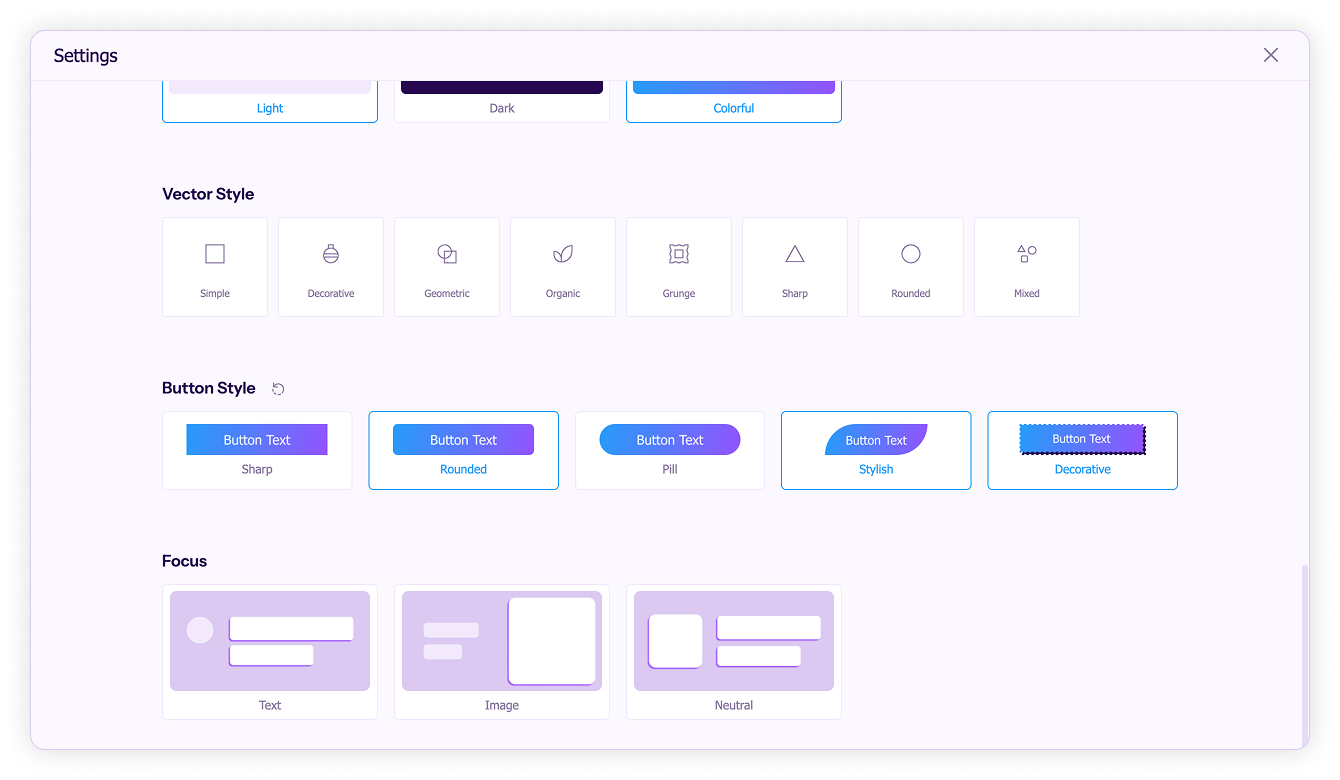 Settings
Light
Dark
Colorful
Vector Style
Simple
Decorative
Geometric
Organic
Grunge
Sharp
Rounded
Mixed
Button Style
Button Text
Button Text
Button Text
Button Text
Button Text
Sharp
Rounded
Pill
Stylish
Decorative
Focus
Text
Image
Neutral